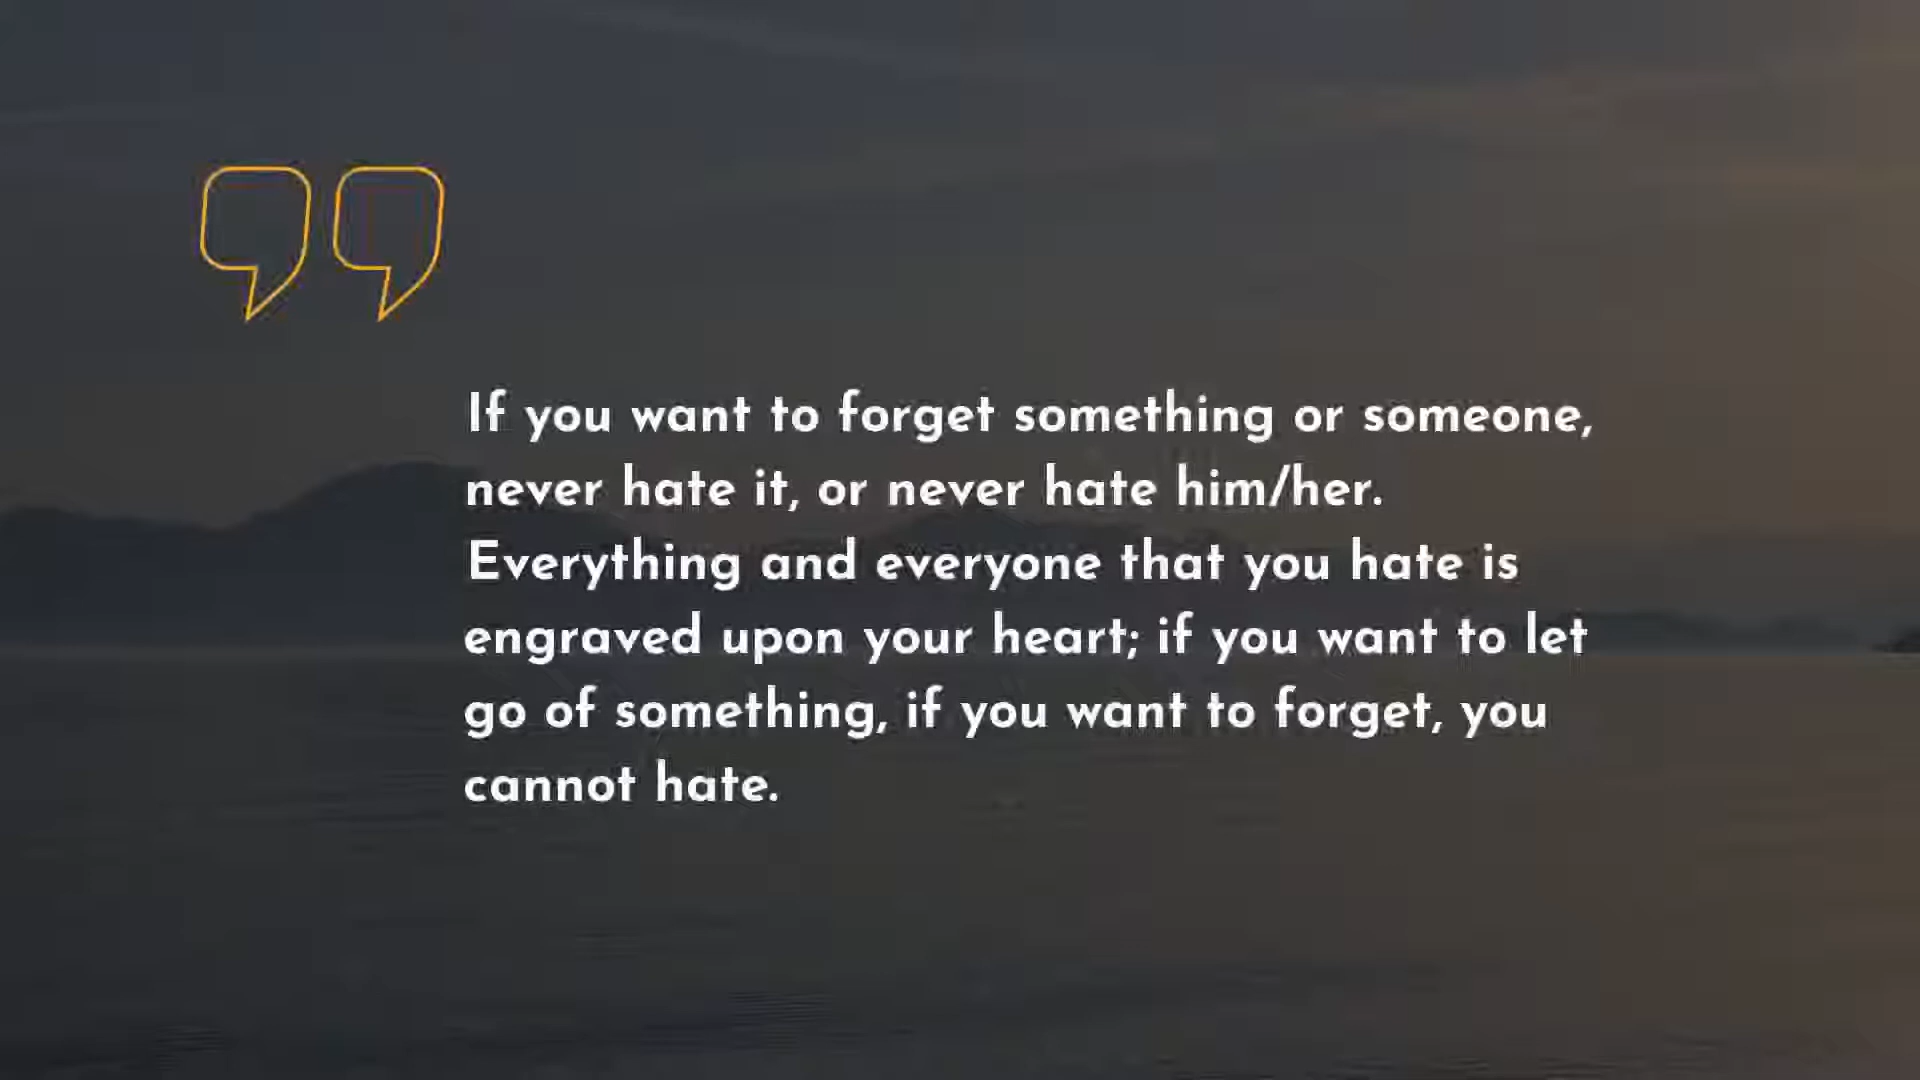 If you want to forget something or someone,
never hate it, or never hate him/her.
Everything and everyone that you hate is
engraved upon your heart; if you want to let
go of something, if you want to forget, you
cannot hate.